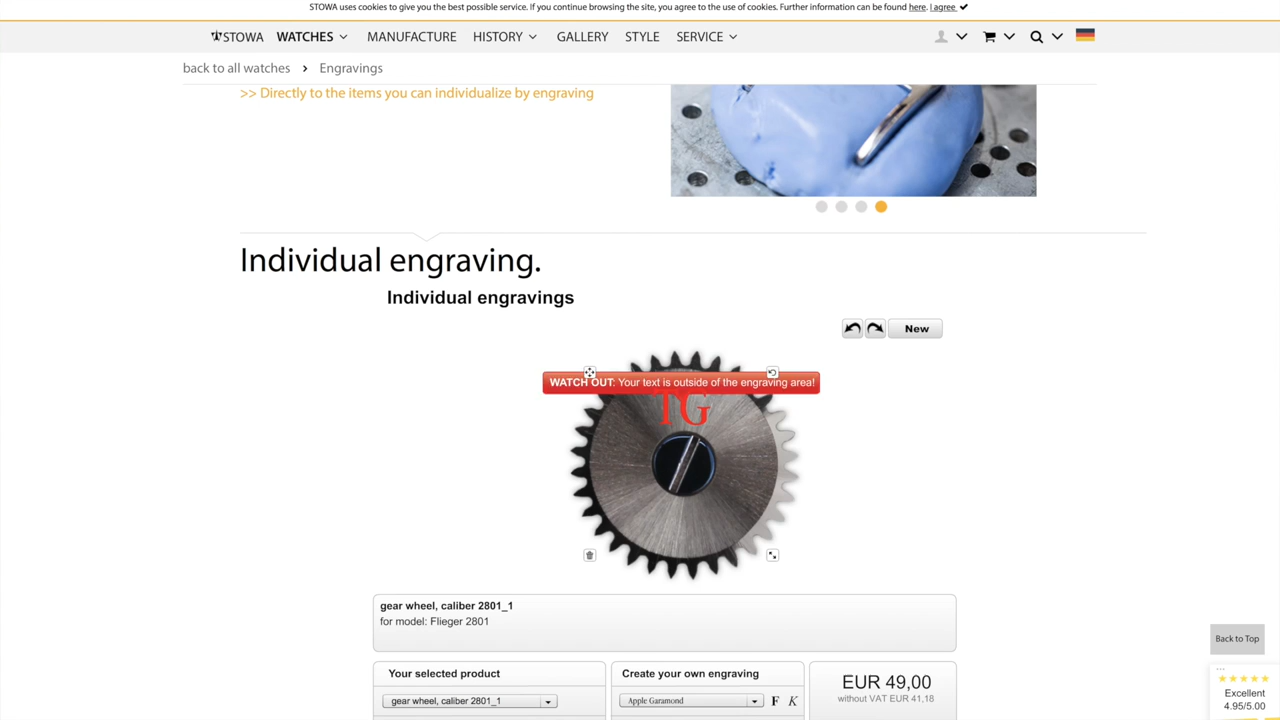 STOWA uses cookies to give you the best possible service. If you continue browsing the site, you agree to the use of cookies. Further information can be found here. I agree ✔
STOWA WATCHES MANUFACTURE HISTORY GALLERY STYLE SERVICE
back to all watches › Engravings
>> Directly to the items you can individualize by engraving
Individual engraving.
Individual engravings
New
WATCH OUT: Your text is outside of the engraving area!
TG
gear wheel, caliber 2801_1
for model: Flieger 2801
Back to Top
Your selected product
Create your own engraving
EUR 49,00
without VAT EUR 41,18
gear wheel, caliber 2801_1
Apple Garamond
F K
Excellent
4.95/5.00